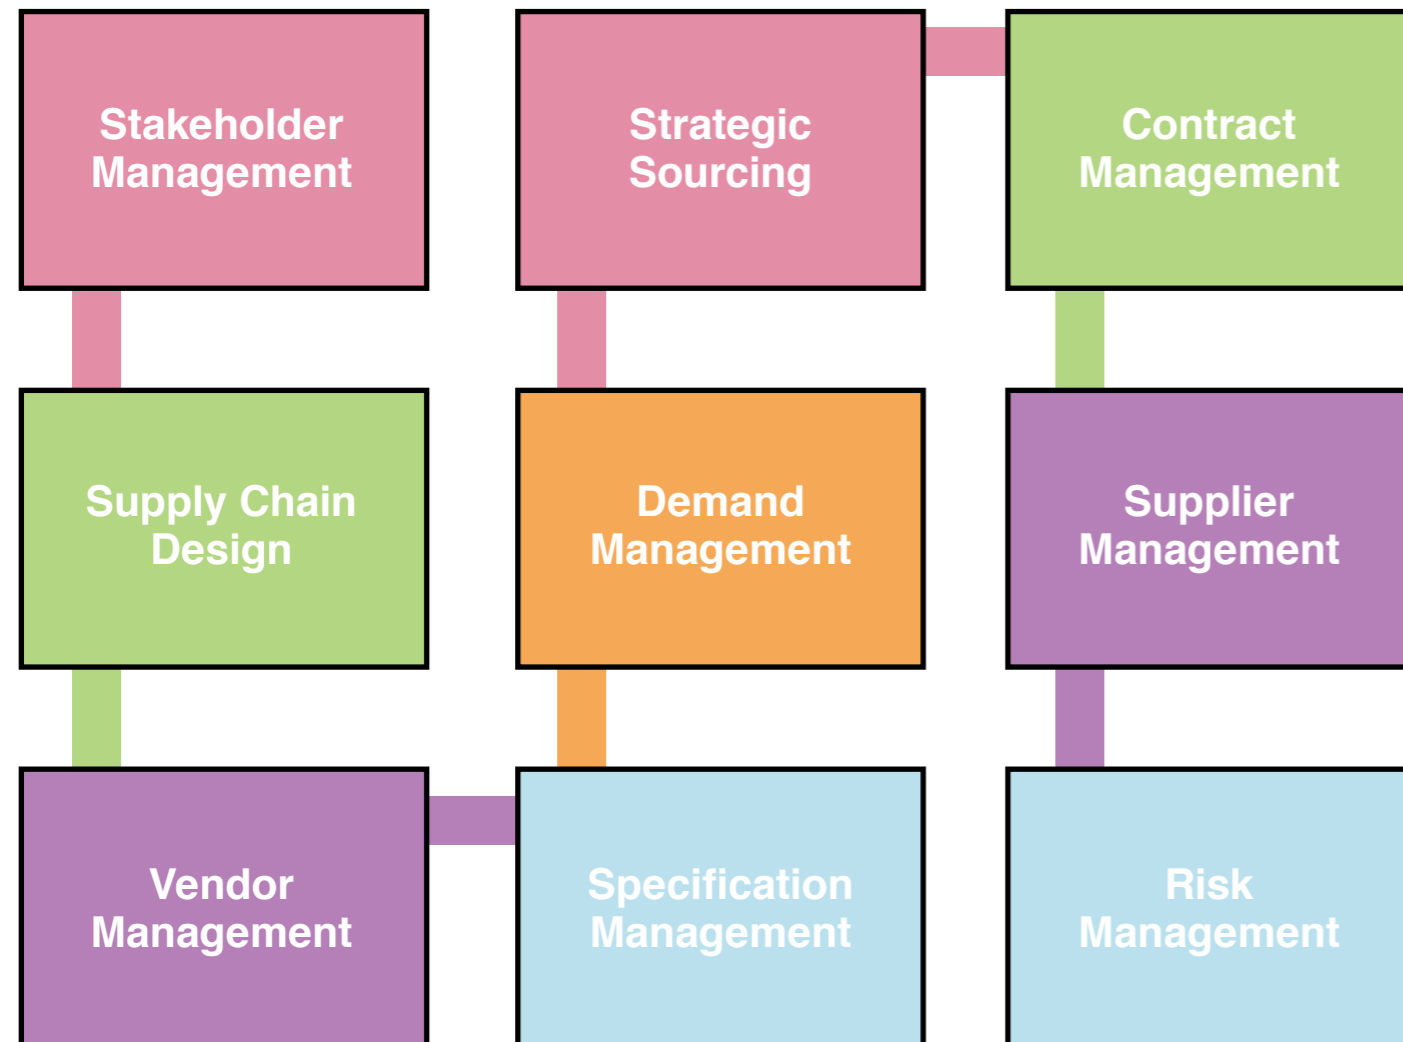 Stakeholder
Management
Strategic
Sourcing
Contract
Management
Supply Chain
Design
Demand
Management
Supplier
Management
Vendor
Management
Specification
Management
Risk
Management